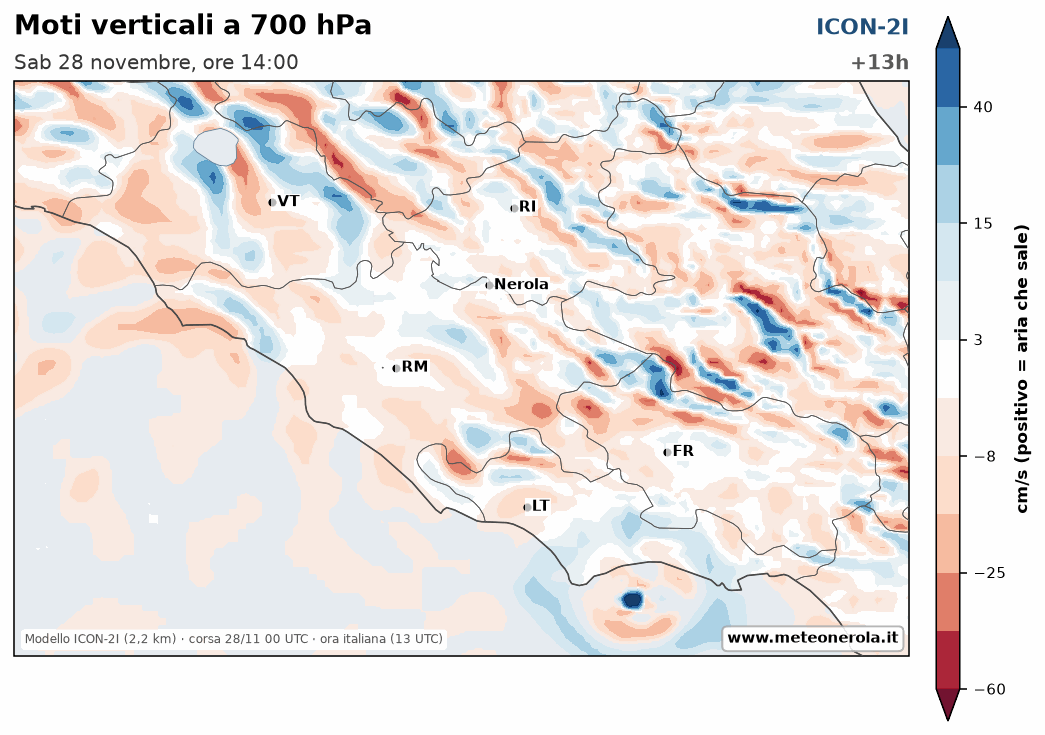 Moti verticali a 700 hPa
ICON-2I
Sab 28 novembre, ore 14:00
+13h
VT
RI
Nerola
RM
FR
LT
Modello ICON-2I (2,2 km) · corsa 28/11 00 UTC · ora italiana (13 UTC)
www.meteonerola.it
40
15
3
−8
−25
−60
cm/s (positivo = aria che sale)